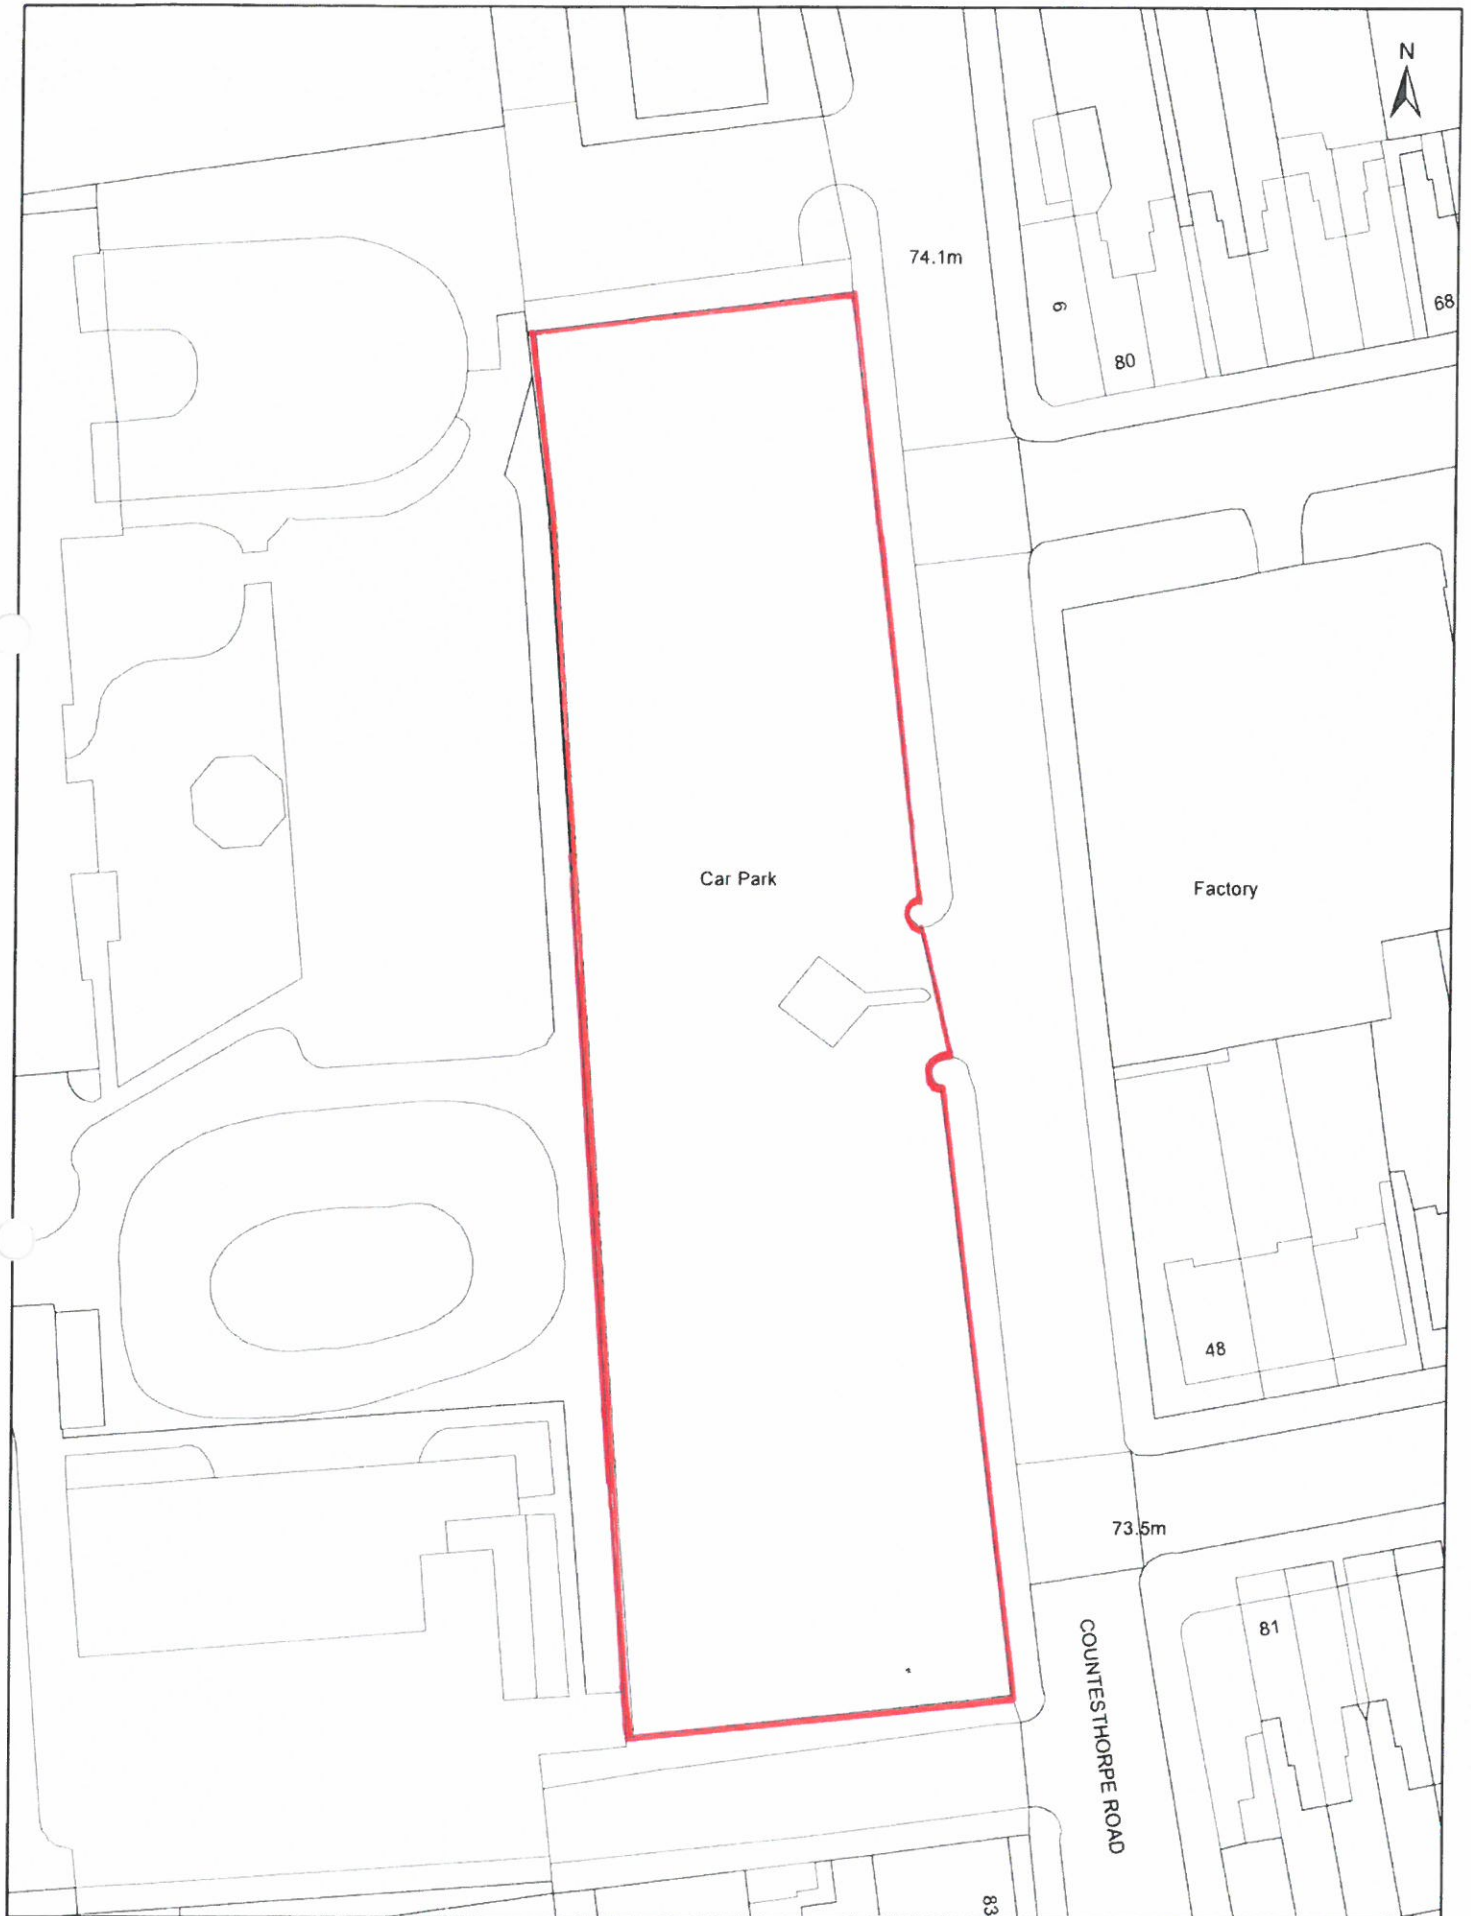 N
74.1m
6
68
80
Car Park
Factory
48
73.5m
81
COUNTESTHORPE ROAD
83